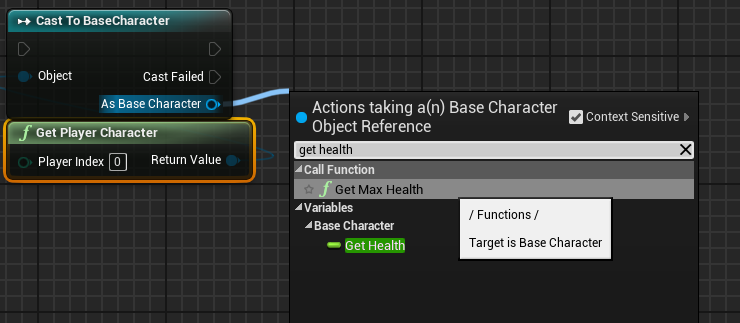 Cast To BaseCharacter
Object
Cast Failed
As Base Character
f Get Player Character
Player Index 0
Return Value
Actions taking a(n) Base Character
Object Reference
Context Sensitive
get health
Call Function
f Get Max Health
Variables
Base Character
Get Health
/ Functions /
Target is Base Character